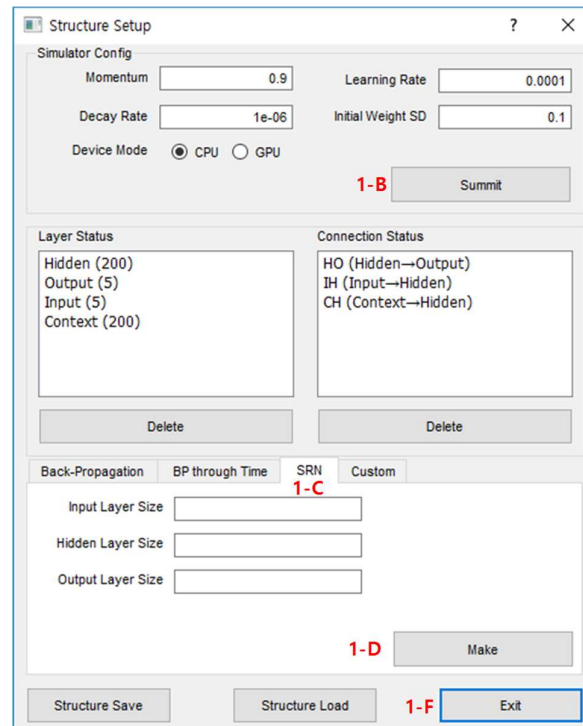 Structure Setup
? ×
Simulator Config
Momentum 0.9 Learning Rate 0.0001
Decay Rate 1e-06 Initial Weight SD 0.1
Device Mode CPU GPU
1-B Summit
Layer Status Connection Status
Hidden (200) HO (Hidden→Output)
Output (5) IH (Input→Hidden)
Input (5) CH (Context→Hidden)
Context (200)
Delete Delete
Back-Propagation BP through Time SRN Custom
1-C
Input Layer Size
Hidden Layer Size
Output Layer Size
1-D Make
Structure Save Structure Load 1-F Exit